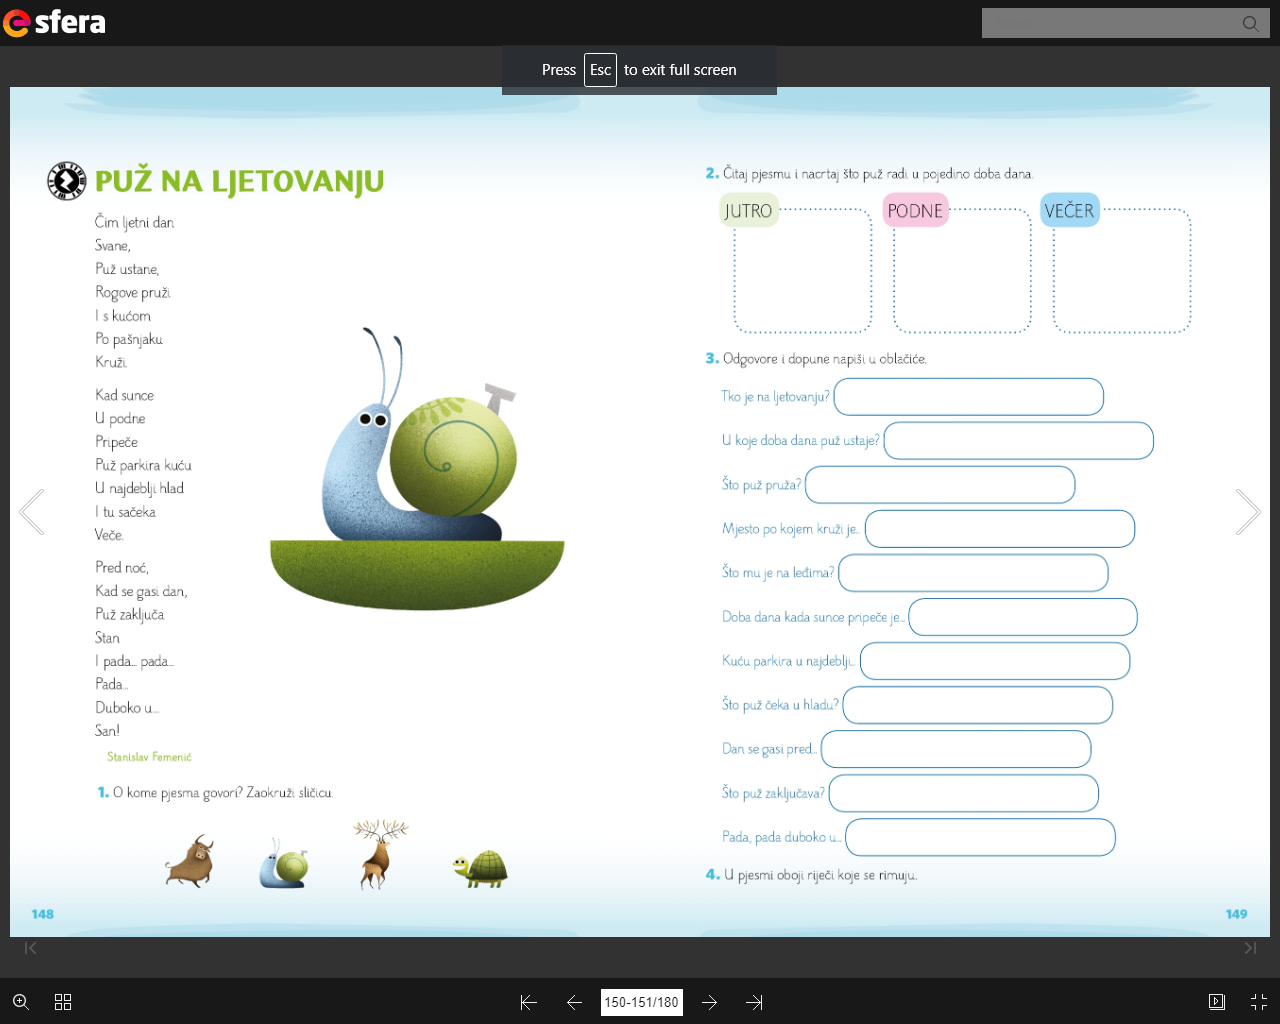 sfera
Press Esc to exit full screen
PUŽ NA LJETOVANJU
Čim ljetni dan
Svane,
Puž ustane,
Rogove pruži
I s kućom
Po pašnjaku
Kruži.
Kad sunce
U podne
Pripeče
Puž parkira kuću
U najdeblji hlad
I tu sačeka
Veče.
Pred noć,
Kad se gasi dan,
Puž zaključa
Stan
I pada... pada...
Pada...
Duboko u...
San!
Stanislav Femenić
1. O kome pjesma govori? Zaokruži sličicu.
148
2. Čitaj pjesmu i nacrtaj što puž radi u pojedino doba dana.
JUTRO PODNE VEČER
3. Odgovore i dopune napiši u oblačiće.
Tko je na ljetovanju?
U koje doba dana puž ustaje?
Što puž pruža?
Mjesto po kojem kruži je...
Što mu je na leđima?
Doba dana kada sunce pripeče je...
Kuću parkira u najdeblji...
Što puž čeka u hladu?
Dan se gasi pred...
Što puž zaključava?
Pada, pada duboko u...
4. U pjesmi oboji riječi koje se rimuju.
149
150-151/180